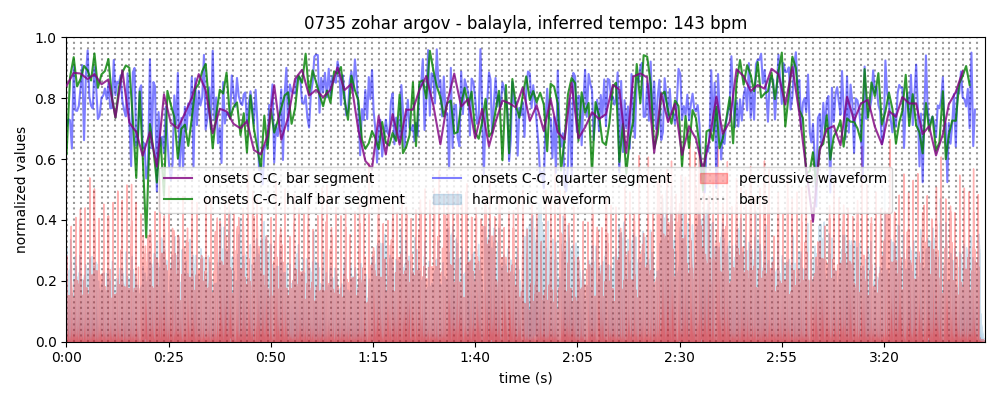 0735 zohar argov - balayla, inferred tempo: 143 bpm
normalized values
1.0
0.8
0.6
0.4
0.2
0.0
onsets C-C, bar segment
onsets C-C, half bar segment
onsets C-C, quarter segment
harmonic waveform
percussive waveform
bars
0:00 0:25 0:50 1:15 1:40 2:05 2:30 2:55 3:20
time (s)